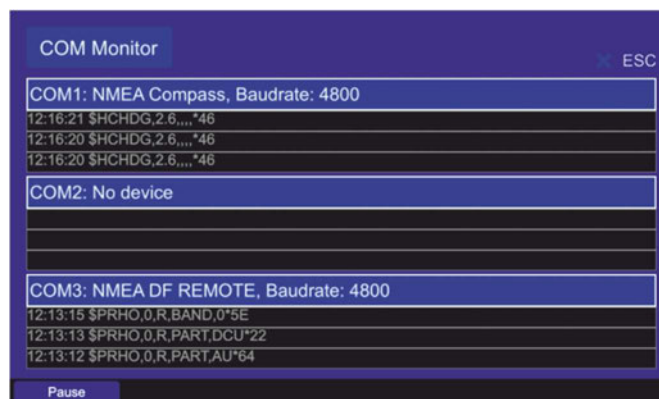 COM Monitor
ESC
COM1: NMEA Compass, Baudrate: 4800
12:16:21 $HCHDG,2.6,,,,*46
12:16:20 $HCHDG,2.6,,,,*46
12:16:20 $HCHDG,2.6,,,,*46
COM2: No device
COM3: NMEA DF REMOTE, Baudrate: 4800
12:13:15 $PRHO,0,R,BAND,0*5E
12:13:13 $PRHO,0,R,PART,DCU*22
12:13:12 $PRHO,0,R,PART,AU*64
Pause